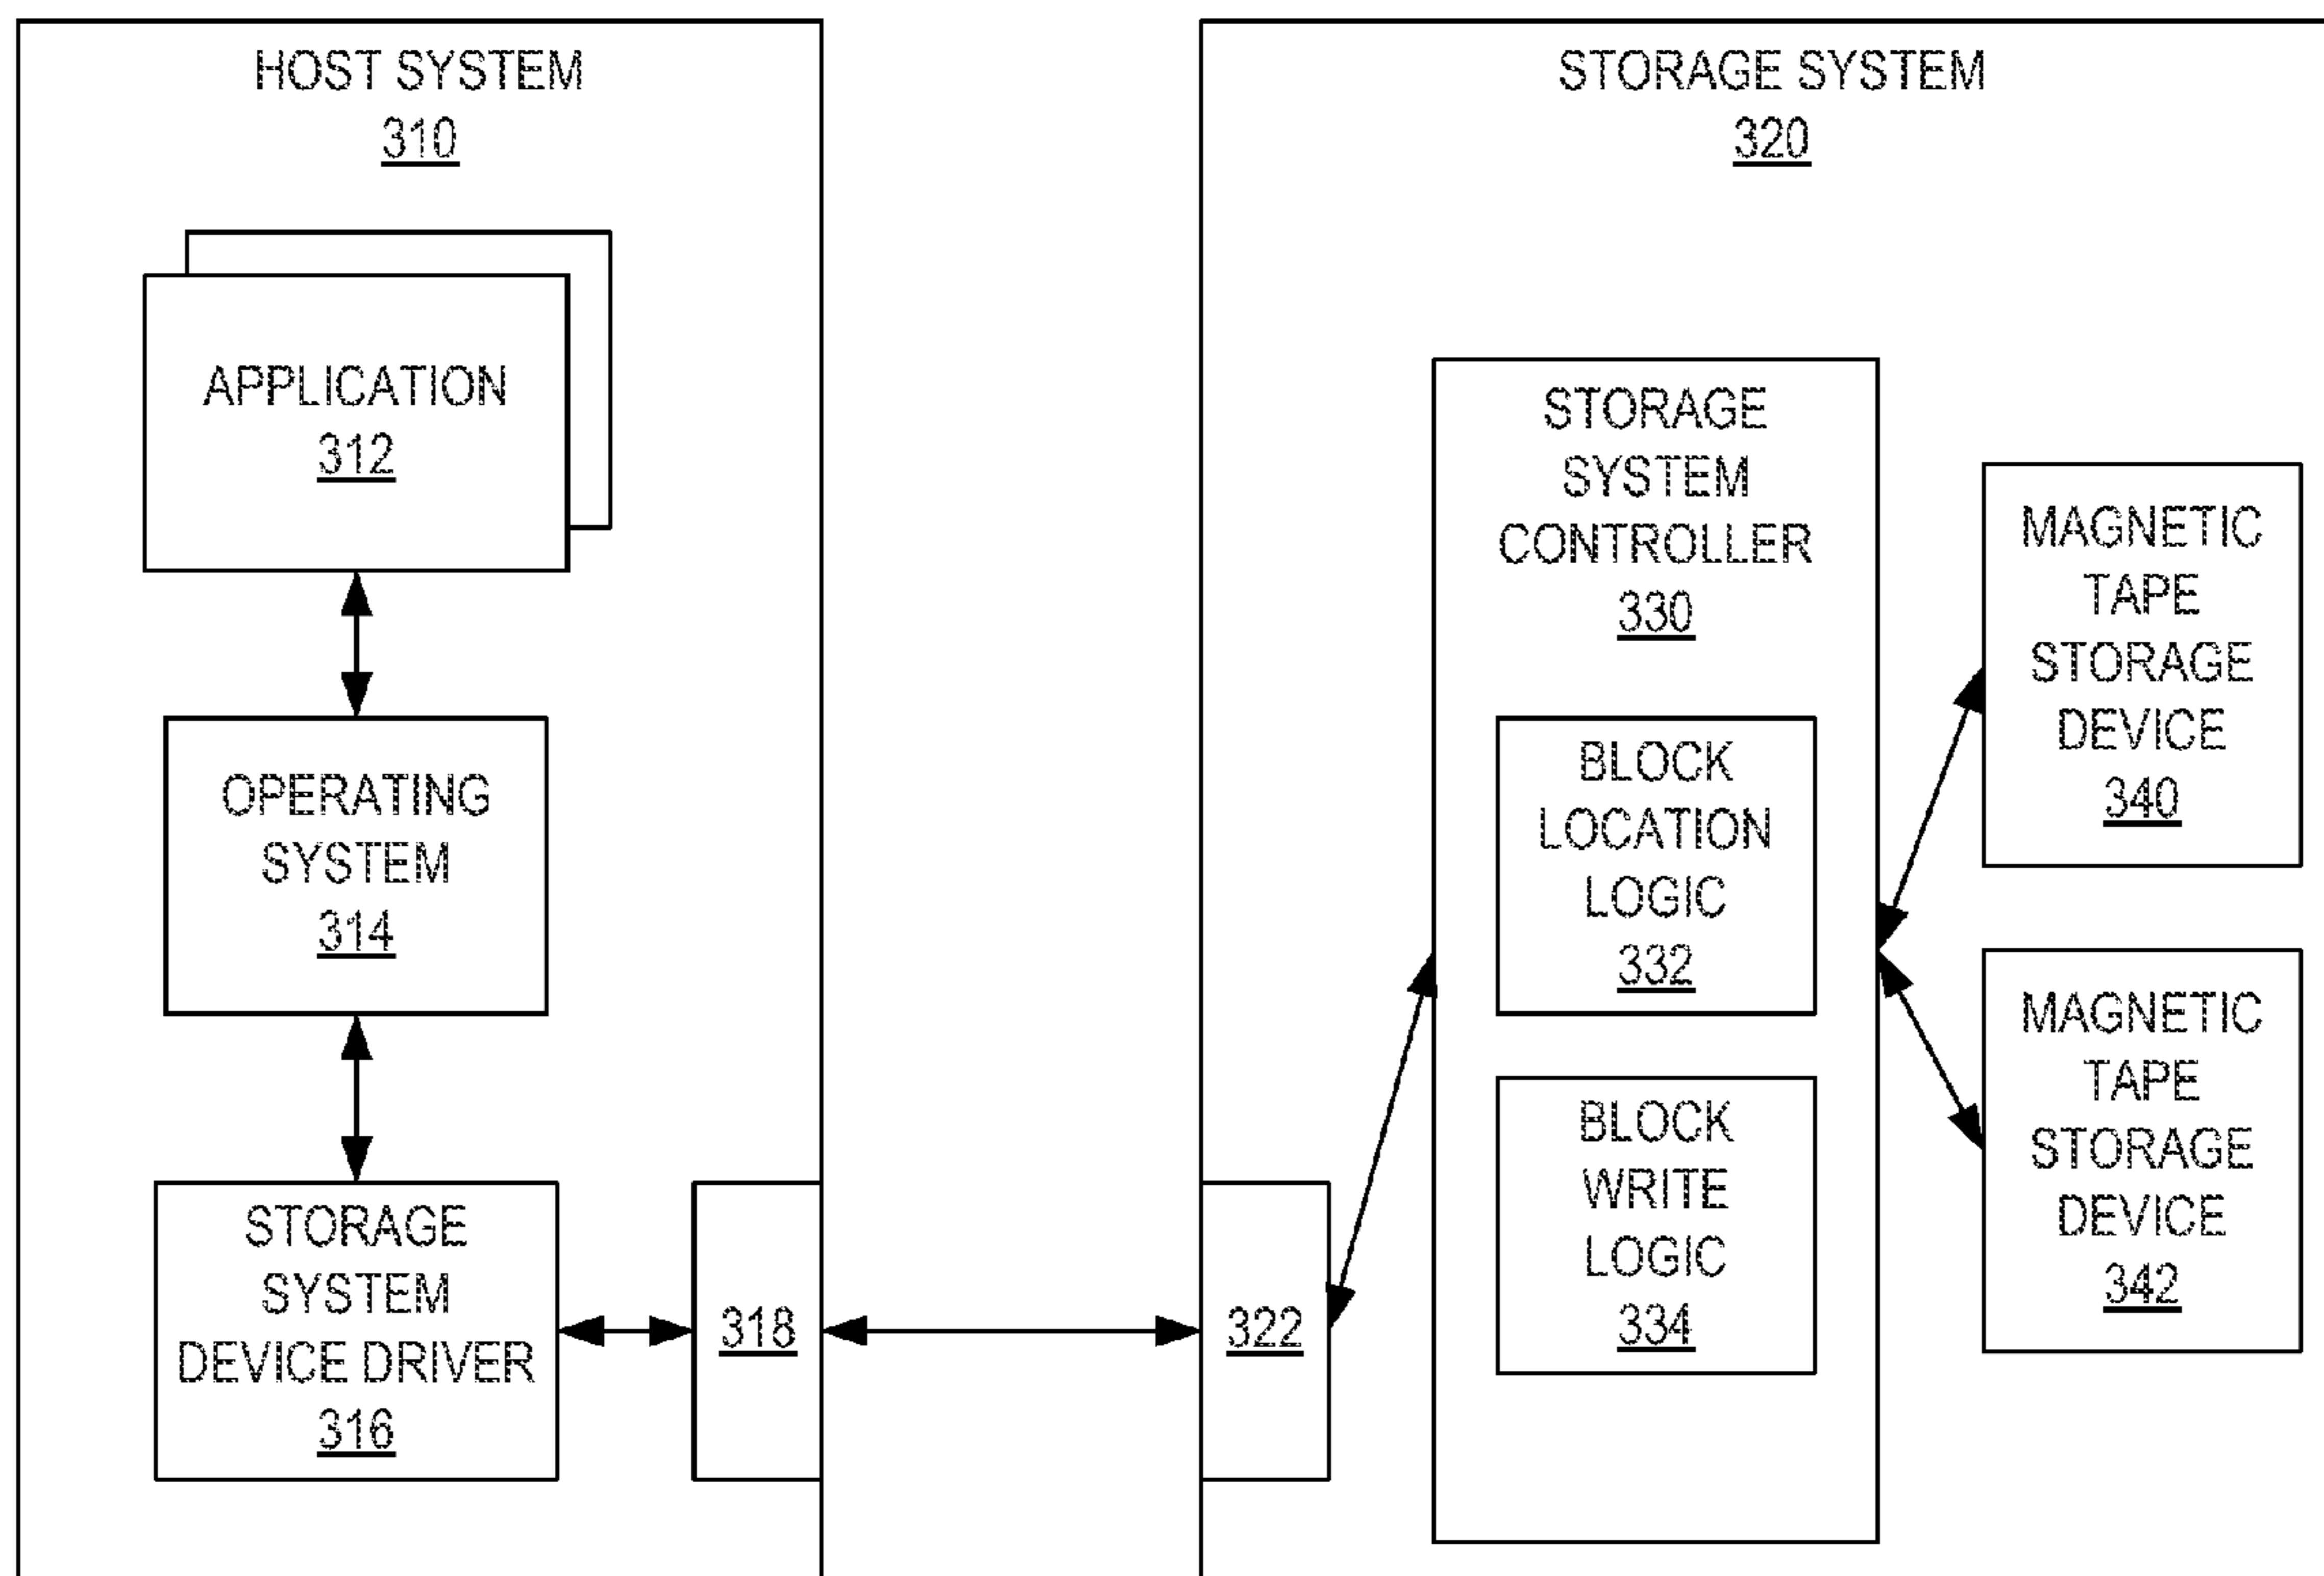 HOST SYSTEM
310
APPLICATION
312
OPERATING
SYSTEM
314
STORAGE
SYSTEM
DEVICE DRIVER
316
318
STORAGE SYSTEM
320
322
STORAGE
SYSTEM
CONTROLLER
330
BLOCK
LOCATION
LOGIC
332
BLOCK
WRITE
LOGIC
334
MAGNETIC
TAPE
STORAGE
DEVICE
340
MAGNETIC
TAPE
STORAGE
DEVICE
342